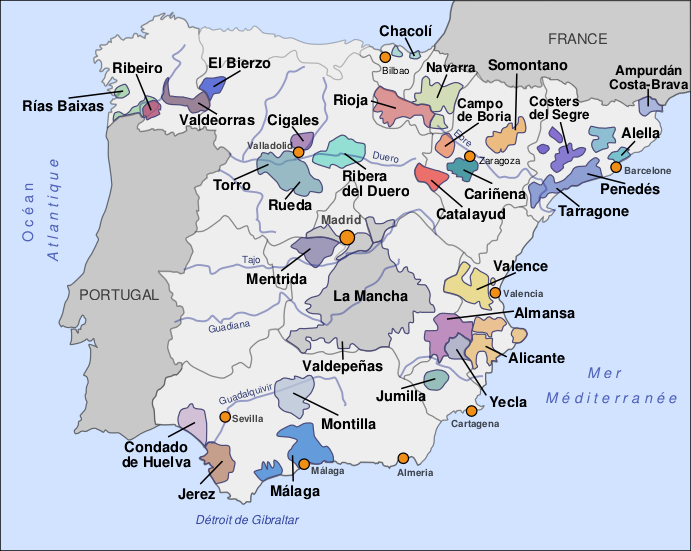 Chacolí
FRANCE
Bilbao
El Bierzo
Navarra
Somontano
Ribeiro
Ampurdán
Costa-Brava
Rías Baixas
Rioja
Campo
de Boria
Costers
del Segre
Valdeorras
Cigales
Ebre
Alella
Valladolid
Duero
Zaragoza
Barcelone
Torro
Ribera
del Duero
Cariñena
Penedés
Rueda
Catalayud
Tarragone
Océan
Atlantique
Madrid
Tajo
Mentrida
Valence
PORTUGAL
La Mancha
Valencia
Almansa
Guadiana
Valdepeñas
Alicante
Mer
Méditerranée
Guadalquivir
Jumilla
Yecla
Sevilla
Montilla
Cartagena
Condado
de Huelva
Málaga
Almeria
Jerez
Málaga
Détroit de Gibraltar